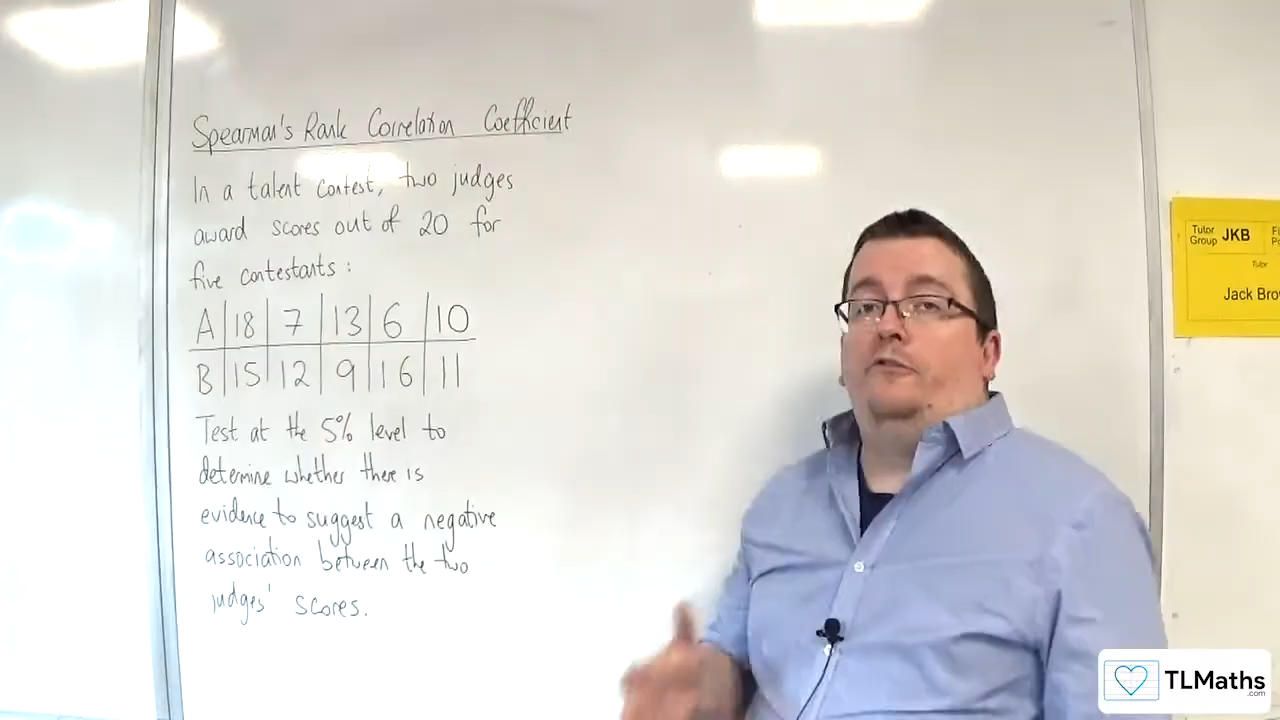 Spearman's Rank Correlation Coefficient
In a talent contest, two judges
award scores out of 20 for
five contestants:
A 18 7 13 6 10
B 15 12 9 16 11
Test at the 5% level to
determine whether there is
evidence to suggest a negative
association between the two
judges' scores.
Tutor
Group JKB
Tutor
Jack
TLMaths
.com